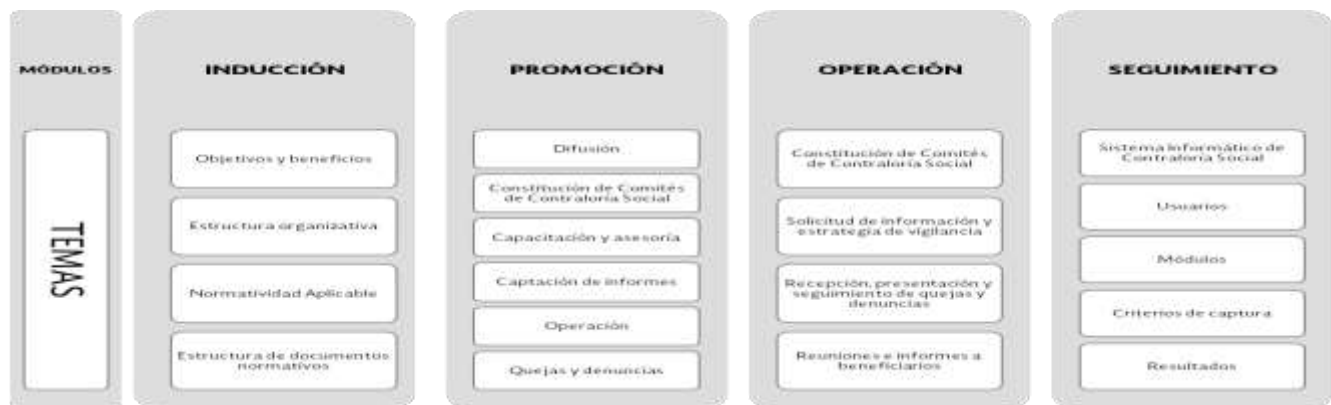 MÓDULOS
TEMAS
INDUCCIÓN
Objetivos y beneficios
Estructura organizativa
Normatividad Aplicable
Estructura de documentos
normativos
PROMOCIÓN
Difusión
Constitución de Comités
de Contraloría Social
Capacitación y asesoría
Captación de informes
Operación
Quejas y denuncias
OPERACIÓN
Constitución de Comités
de Contraloría Social
Solicitud de información y
estrategia de vigilancia
Recepción, presentación y
seguimiento de quejas y
denuncias
Reuniones e informes a
beneficiarios
SEGUIMIENTO
Sistema Informático de
Contraloría Social
Usuarios
Módulos
Criterios de captura
Resultados